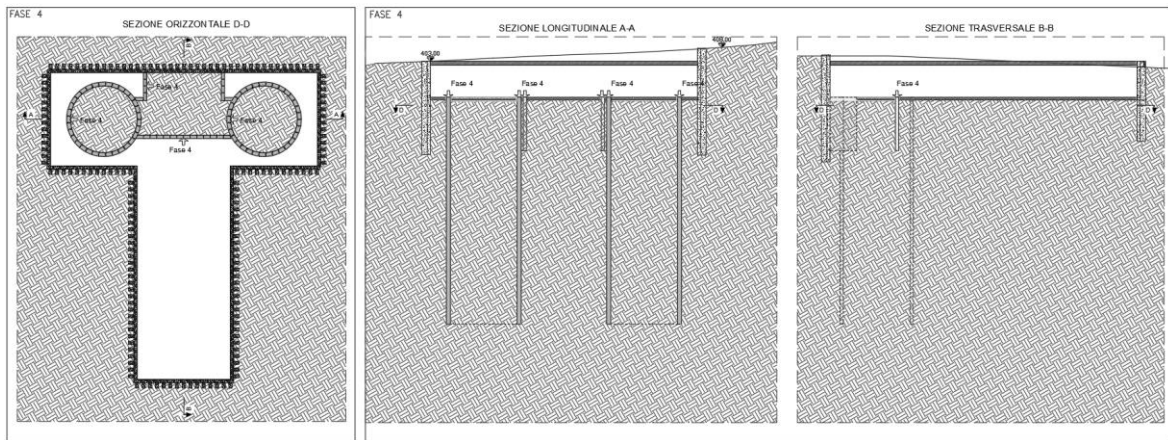 FASE 4
SEZIONE ORIZZONTALE D-D
B
Fase 4
A
Fase 4
Fase 4
A
Fase 4
B
FASE 4
SEZIONE LONGITUDINALE A-A
403.00
408.00
Fase 4
Fase 4
Fase 4
Fase 4
D
D
SEZIONE TRASVERSALE B-B
Fase 4
D
D